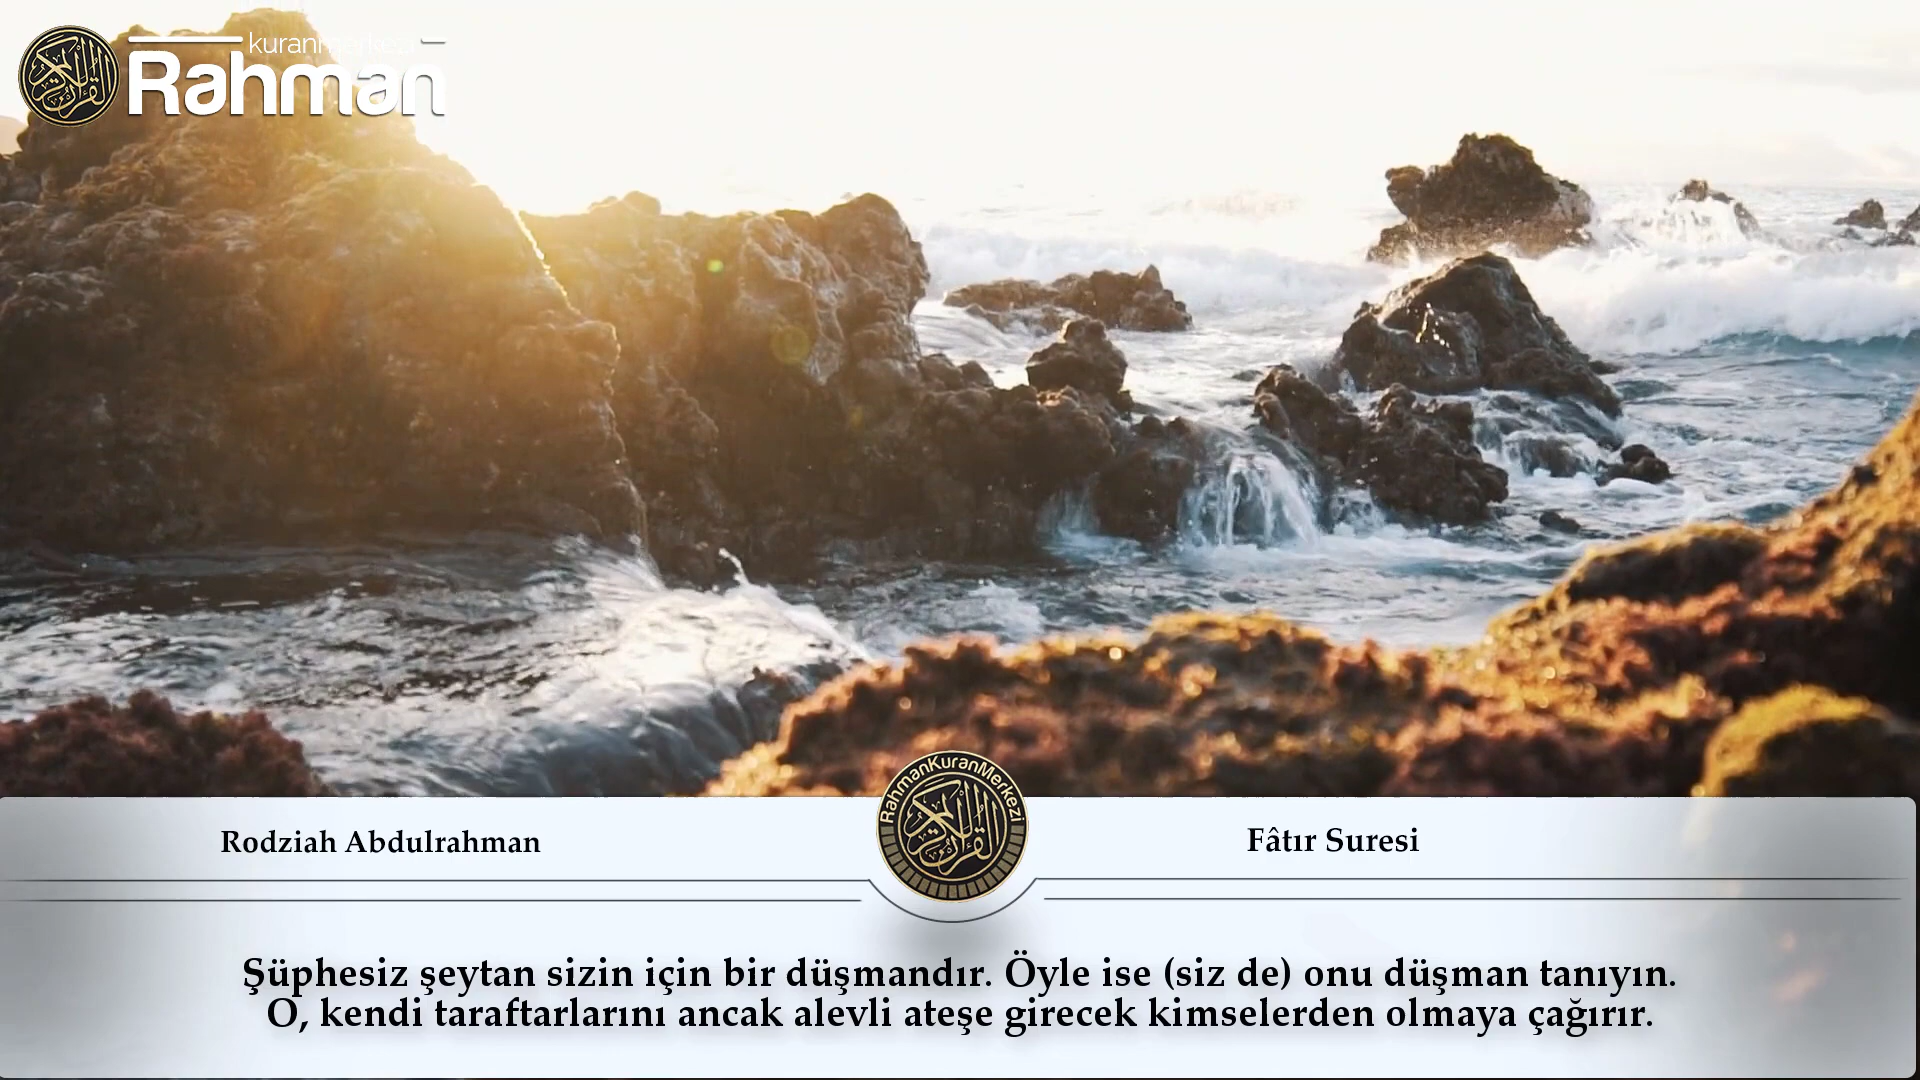 kuranmerkezi
Rahman
RahmanKuranMerkezi
Rodziah Abdulrahman
Fâtır Suresi
Şüphesiz şeytan sizin için bir düşmandır. Öyle ise (siz de) onu düşman tanıyın.
O, kendi taraftarlarını ancak alevli ateşe girecek kimselerden olmaya çağırır.